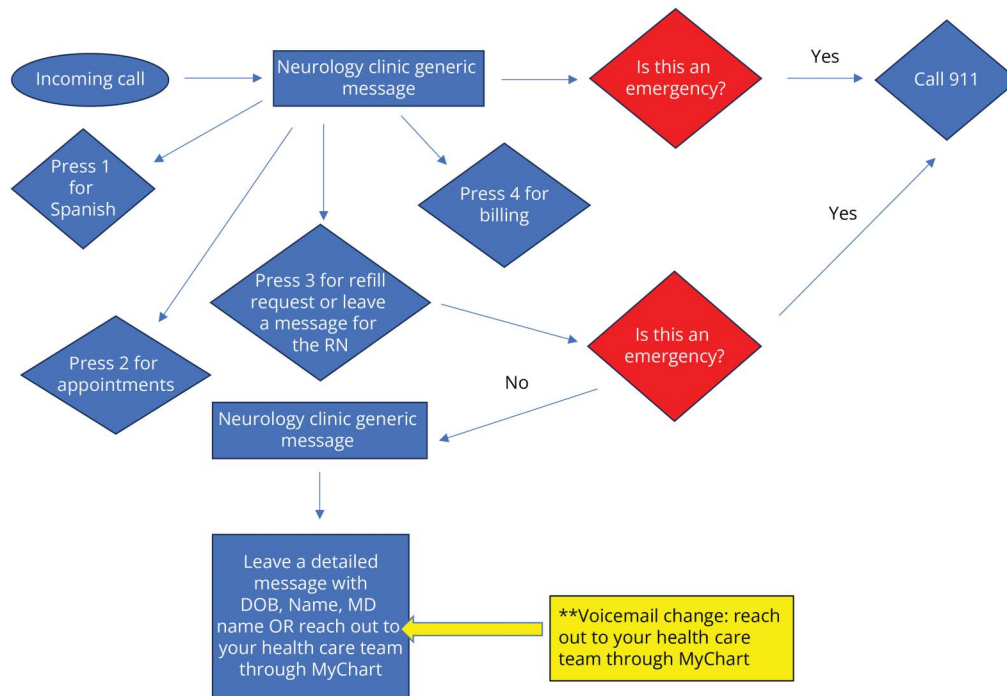 Incoming call
Neurology clinic generic
message
Is this an
emergency?
Yes
Call 911
Press 1
for
Spanish
Press 4 for
billing
Yes
Press 3 for refill
request or leave
a message for
the RN
Is this an
emergency?
Press 2 for
appointments
No
Neurology clinic generic
message
Leave a detailed
message with
DOB, Name, MD
name OR reach out to
your health care team
through MyChart
**Voicemail change: reach
out to your health care
team through MyChart